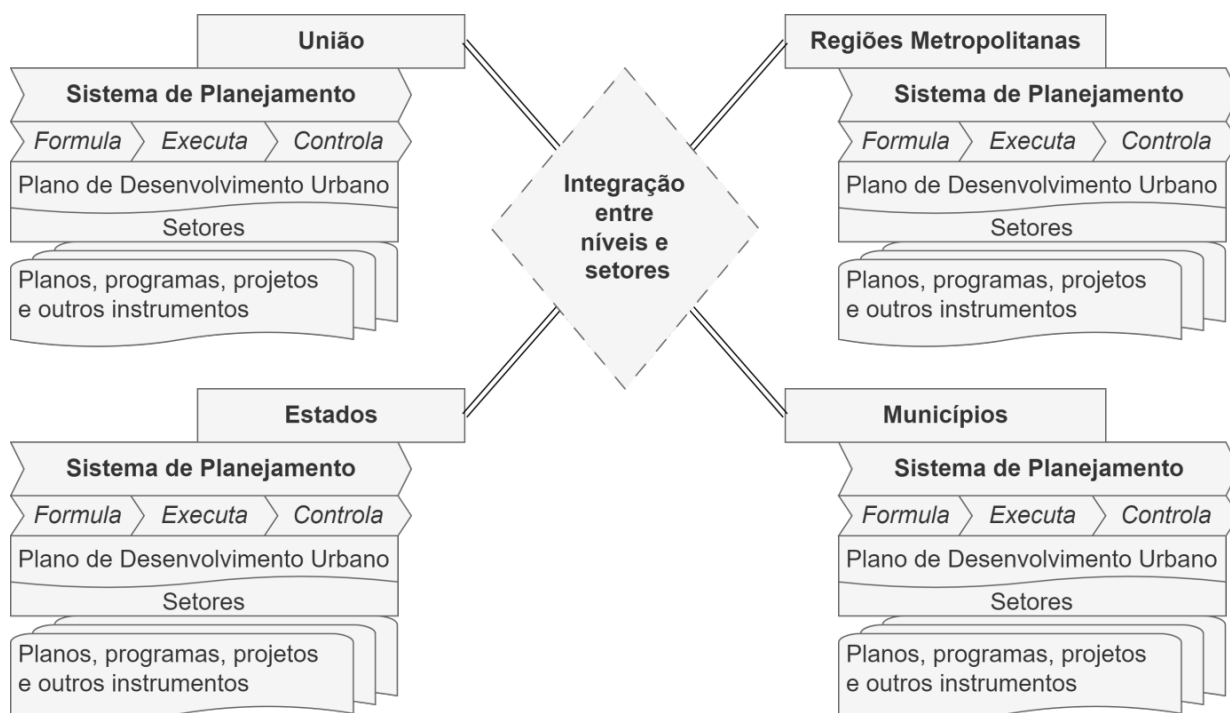 União
Sistema de Planejamento
Formula
Executa
Controla
Plano de Desenvolvimento Urbano
Setores
Planos, programas, projetos
e outros instrumentos
Regiões Metropolitanas
Sistema de Planejamento
Formula
Executa
Controla
Plano de Desenvolvimento Urbano
Setores
Planos, programas, projetos
e outros instrumentos
Integração
entre
níveis e
setores
Estados
Sistema de Planejamento
Formula
Executa
Controla
Plano de Desenvolvimento Urbano
Setores
Planos, programas, projetos
e outros instrumentos
Municípios
Sistema de Planejamento
Formula
Executa
Controla
Plano de Desenvolvimento Urbano
Setores
Planos, programas, projetos
e outros instrumentos